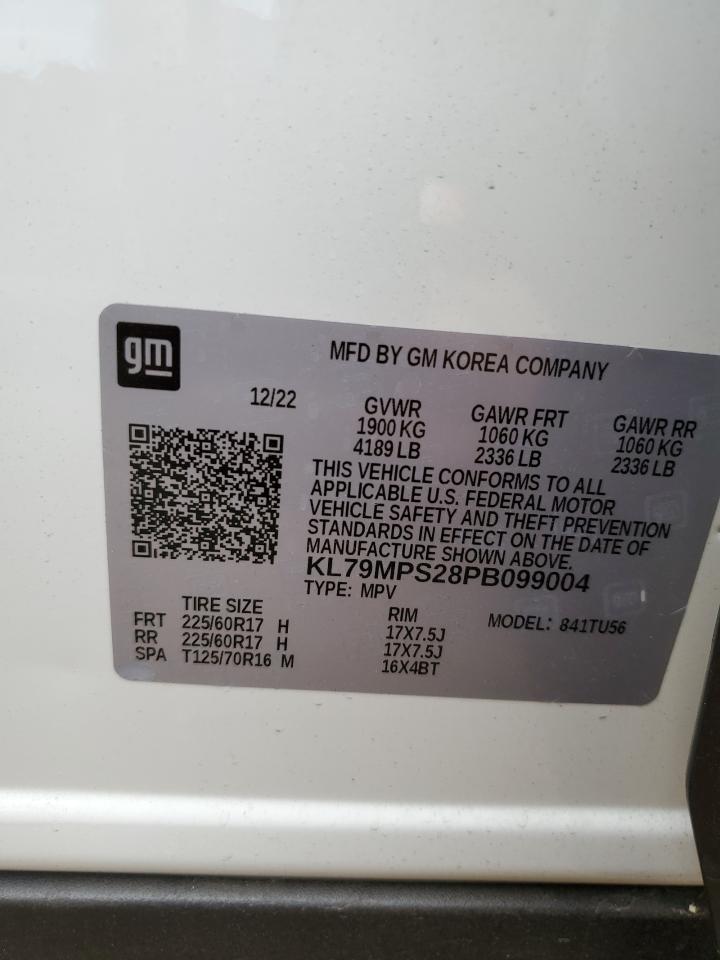 gm
MFD BY GM KOREA COMPANY
12/22
GVWR GAWR FRT GAWR RR
1900 KG 1060 KG 1060 KG
4189 LB 2336 LB 2336 LB
THIS VEHICLE CONFORMS TO ALL
APPLICABLE U.S. FEDERAL MOTOR
VEHICLE SAFETY AND THEFT PREVENTION
STANDARDS IN EFFECT ON THE DATE OF
MANUFACTURE SHOWN ABOVE.
KL79MPS28PB099004
TYPE: MPV
TIRE SIZE RIM MODEL: 841TU56
FRT 225/60R17 H 17X7.5J
RR 225/60R17 H 17X7.5J
SPA T125/70R16 M 16X4BT